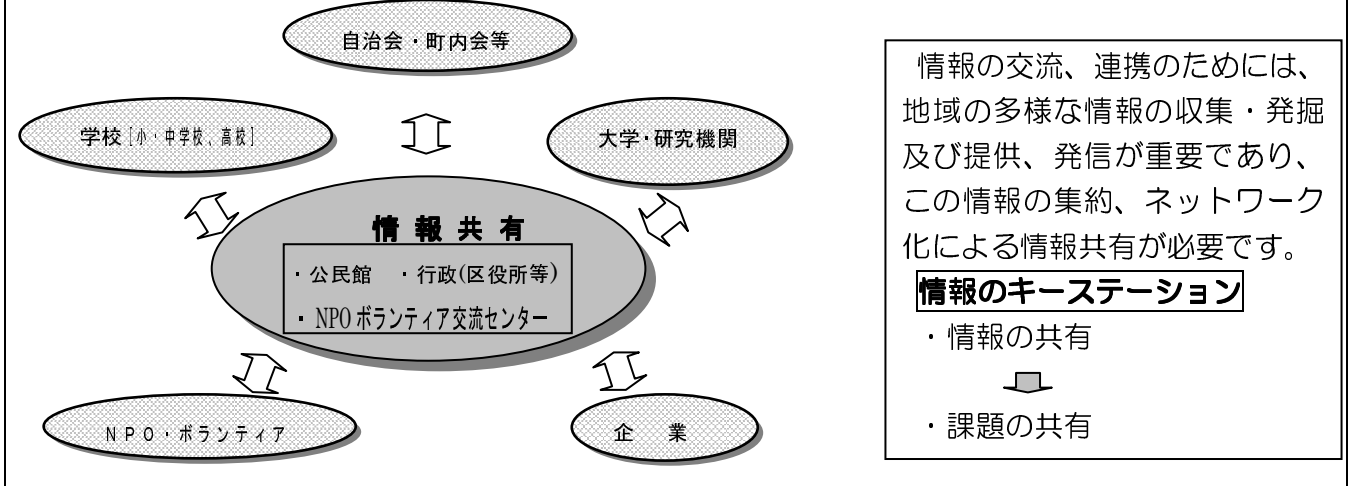 自治会・町内会等
学校[小・中学校、高校]
大学・研究機関
情報共有
・公民館 ・行政(区役所等)
・NPOボランティア交流センター
NPO・ボランティア
企 業
情報の交流、連携のためには、
地域の多様な情報の収集・発掘
及び提供、発信が重要であり、
この情報の集約、ネットワーク
化による情報共有が必要です。
情報のキーステーション
・情報の共有
・課題の共有